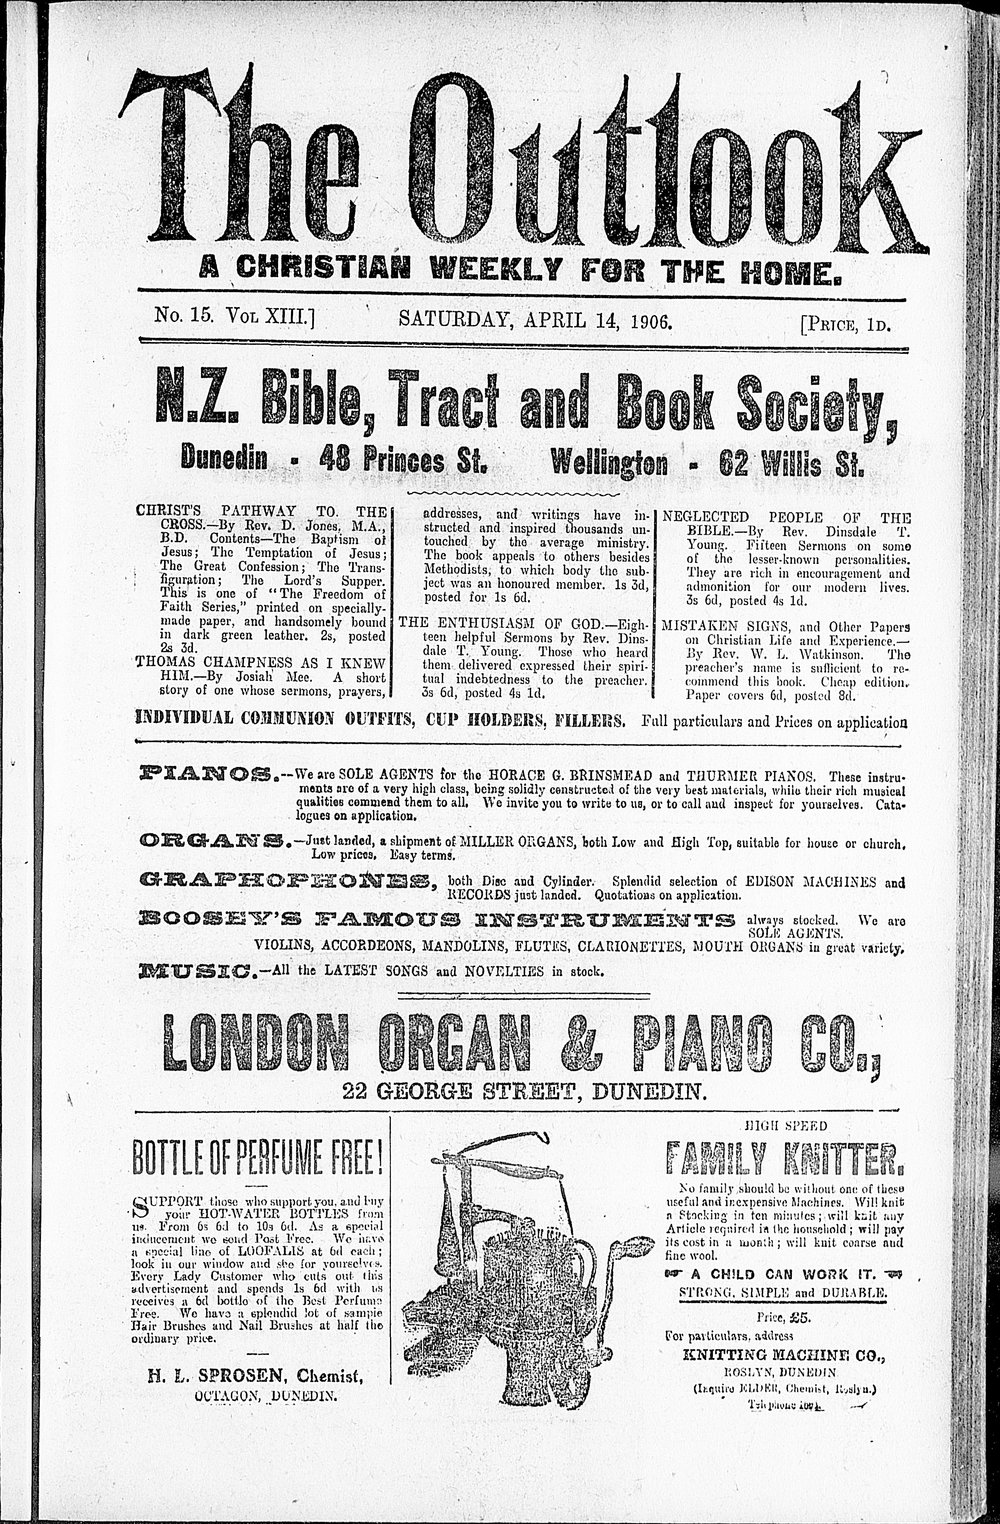 The Outlook
A CHRISTIAN WEEKLY FOR THE HOME.
No. 15. VOL XIII.] SATURDAY, APRIL 14, 1906. [PRICE, 1D.
N.Z. Bible, Tract and Book Society,
Dunedin - 48 Princes St. Wellington - 62 Willis St.
CHRIST'S PATHWAY TO THE
CROSS.—By Rev. D. Jones, M.A.,
B.D. Contents—The Baptism of
Jesus; The Temptation of Jesus;
The Great Confession; The Trans-
figuration; The Lord's Supper.
This is one of "The Freedom of
Faith Series," printed on specially-
made paper, and handsomely bound
in dark green leather. 2s, posted
2s 3d.
THOMAS CHAMPNESS AS I KNEW
HIM.—By Josiah Mee. A short
story of one whose sermons, prayers,
addresses, and writings have in-
structed and inspired thousands un-
touched by the average ministry.
The book appeals to others besides
Methodists, to which body the sub-
ject was an honoured member. 1s 3d,
posted for 1s 6d.
THE ENTHUSIASM OF GOD.—Eigh-
teen helpful Sermons by Rev. Dins-
dale T. Young. Those who heard
them delivered expressed their spiri-
tual indebtedness to the preacher.
3s 6d, posted 4s 1d.
NEGLECTED PEOPLE OF THE
BIBLE.—By Rev. Dinsdale T.
Young. Fifteen Sermons on some
of the lesser-known personalities.
They are rich in encouragement and
admonition for our modern lives.
3s 6d, posted 4s 1d.
MISTAKEN SIGNS, and Other Papers
on Christian Life and Experience.—
By Rev. W. L. Watkinson. The
preacher's name is sufficient to re-
commend this book. Cheap edition.
Paper covers 6d, posted 8d.
INDIVIDUAL COMMUNION OUTFITS, CUP HOLDERS, FILLERS. Full particulars and Prices on application
PIANOS.--We are SOLE AGENTS for the HORACE G. BRINSMEAD and THURMER PIANOS. These instru-
ments are of a very high class, being solidly constructed of the very best materials, while their rich musical
qualities commend them to all. We invite you to write to us, or to call and inspect for yourselves. Cata-
logues on application.
ORGANS.—Just landed, a shipment of MILLER ORGANS, both Low and High Top, suitable for house or church.
Low prices. Easy terms.
GRAPHOPHONES, both Disc and Cylinder. Splendid selection of EDISON MACHINES and
RECORDS just landed. Quotations on application.
BOOSEY'S FAMOUS INSTRUMENTS always stocked. We are
SOLE AGENTS.
VIOLINS, ACCORDEONS, MANDOLINS, FLUTES, CLARIONETTES, MOUTH ORGANS in great variety.
MUSIC.—All the LATEST SONGS and NOVELTIES in stock.
LONDON ORGAN & PIANO CO.,
22 GEORGE STREET, DUNEDIN.
BOTTLE OF PERFUME FREE!
SUPPORT those who support you, and buy
your HOT-WATER BOTTLES from
us. From 6s 6d to 10s 6d. As a special
inducement we send Post Free. We have
a special line of LOOFALIS at 6d each;
look in our window and see for yourselves.
Every Lady Customer who cuts out this
advertisement and spends 1s 6d with us
receives a 6d bottle of the Best Perfume
Free. We have a splendid lot of sample
Hair Brushes and Nail Brushes at half the
ordinary price.
H. L. SPROSEN, Chemist,
OCTAGON, DUNEDIN.
HIGH SPEED
FAMILY KNITTER.
No family should be without one of these
useful and inexpensive Machines. Will knit
a Stocking in ten minutes; will knit any
Article required in the household; will pay
its cost in a month; will knit coarse and
fine wool.
A CHILD CAN WORK IT.
STRONG, SIMPLE and DURABLE.
Price, £5.
For particulars, address
KNITTING MACHINE CO.,
ROSLYN, DUNEDIN
(Inquire ELDER, Chemist, Roslyn.)
Telephone